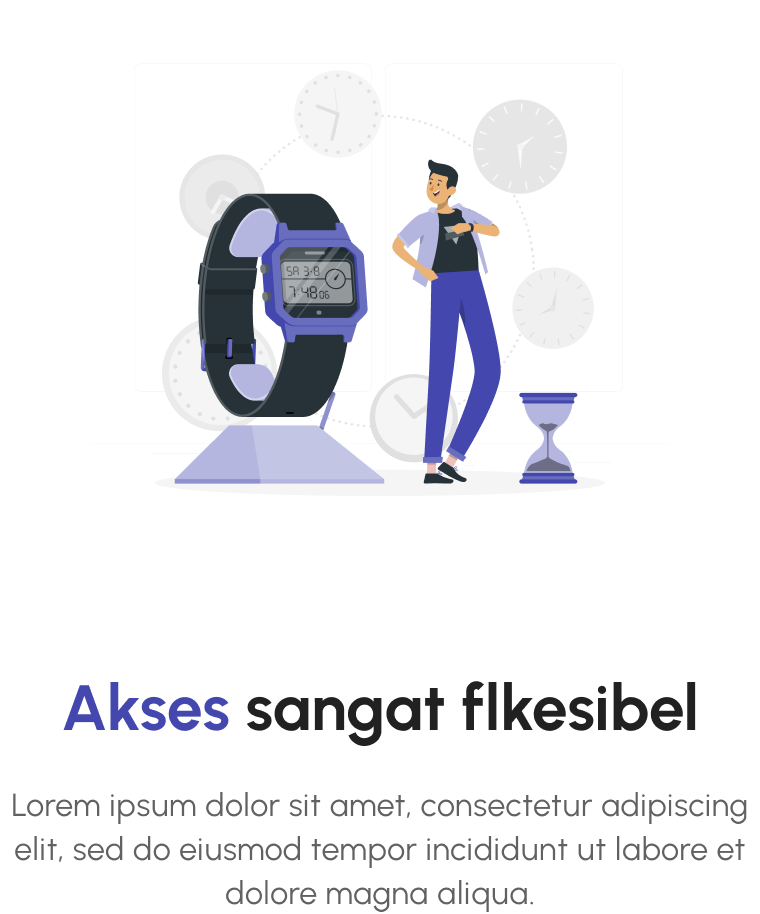 SA 3-8
7:48 06
Akses sangat flkesibel
Lorem ipsum dolor sit amet, consectetur adipiscing
elit, sed do eiusmod tempor incididunt ut labore et
dolore magna aliqua.